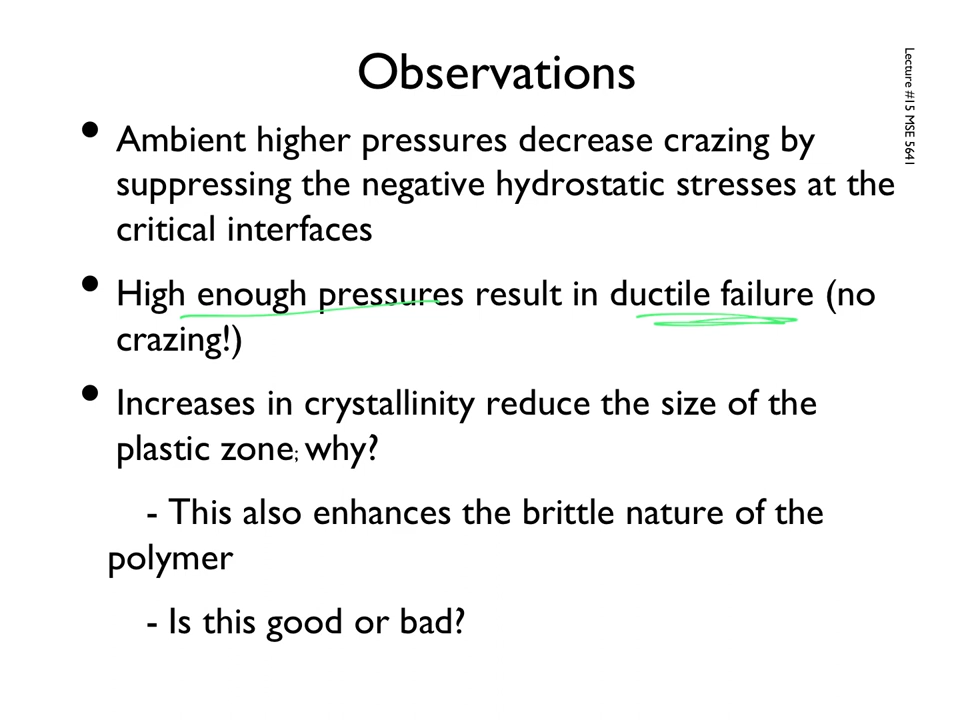 Observations
Lecture #15 MSE 5641
• Ambient higher pressures decrease crazing by
suppressing the negative hydrostatic stresses at the
critical interfaces
• High enough pressures result in ductile failure (no
crazing!)
• Increases in crystallinity reduce the size of the
plastic zone; why?
- This also enhances the brittle nature of the
polymer
- Is this good or bad?